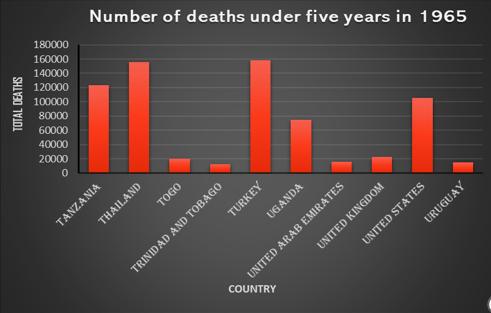 Number of deaths under five years in 1965
TOTAL DEATHS
180000
160000
140000
120000
100000
80000
60000
40000
20000
0
TANZANIA
THAILAND
TOGO
TRINIDAD AND TOBAGO
TURKEY
UGANDA
UNITED ARAB EMIRATES
UNITED KINGDOM
UNITED STATES
URUGUAY
COUNTRY